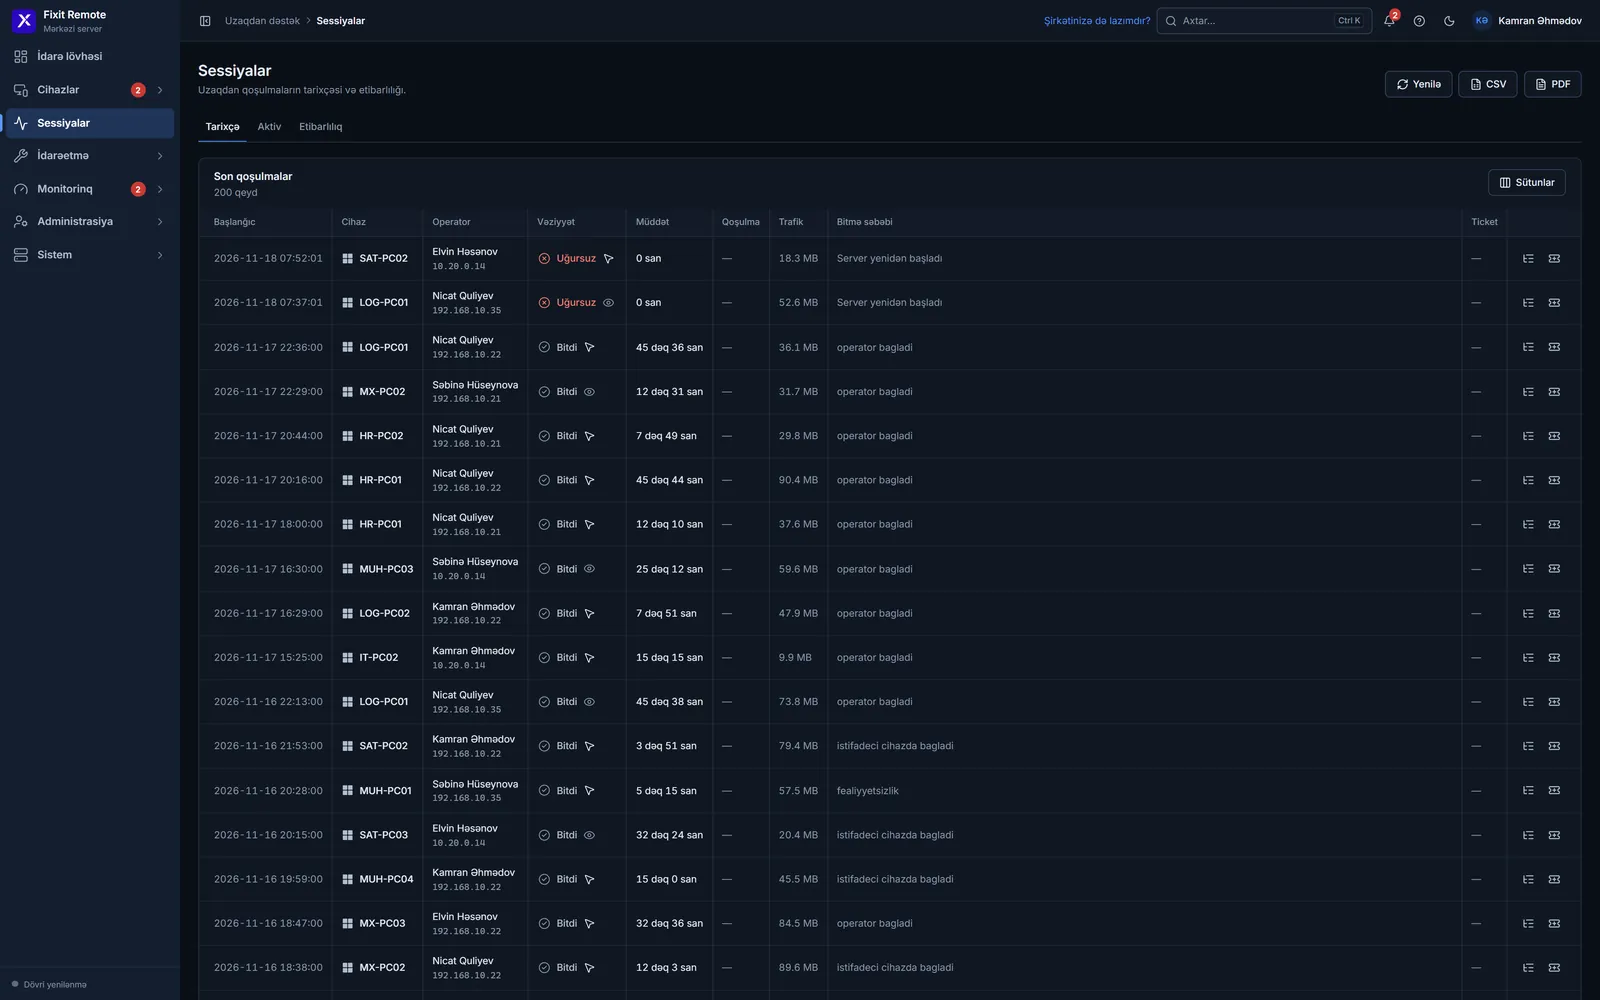 Fixit Remote
Mərkəzi server
İdarə lövhəsi
Cihazlar 2
Sessiyalar
İdarəetmə
Monitorinq 2
Administrasiya
Sistem
Dövri yenilənmə
Uzaqdan dəstək > Sessiyalar
Şirkətinizə də lazımdır?
Axtar... Ctrl K
2
KƏ Kamran Əhmədov
Sessiyalar
Uzaqdan qoşulmaların tarixçəsi və etibarlılığı.
Yenilə CSV PDF
Tarixçə Aktiv Etibarlılıq
Son qoşulmalar
200 qeyd
Sütunlar
Başlanğıc Cihaz Operator Vəziyyət Müddət Qoşulma Trafik Bitmə səbəbi Ticket
2026-11-18 07:52:01 SAT-PC02 Elvin Həsənov 10.20.0.14 Uğursuz 0 san — 18.3 MB Server yenidən başladı —
2026-11-18 07:37:01 LOG-PC01 Nicat Quliyev 192.168.10.35 Uğursuz 0 san — 52.6 MB Server yenidən başladı —
2026-11-17 22:36:00 LOG-PC01 Nicat Quliyev 192.168.10.22 Bitdi 45 dəq 36 san — 36.1 MB operator bagladi —
2026-11-17 22:29:00 MX-PC02 Səbinə Hüseynova 192.168.10.21 Bitdi 12 dəq 31 san — 31.7 MB operator bagladi —
2026-11-17 20:44:00 HR-PC02 Nicat Quliyev 192.168.10.21 Bitdi 7 dəq 49 san — 29.8 MB operator bagladi —
2026-11-17 20:16:00 HR-PC01 Nicat Quliyev 192.168.10.22 Bitdi 45 dəq 44 san — 90.4 MB operator bagladi —
2026-11-17 18:00:00 HR-PC01 Nicat Quliyev 192.168.10.21 Bitdi 12 dəq 10 san — 37.6 MB operator bagladi —
2026-11-17 16:30:00 MUH-PC03 Səbinə Hüseynova 10.20.0.14 Bitdi 25 dəq 12 san — 59.6 MB operator bagladi —
2026-11-17 16:29:00 LOG-PC02 Kamran Əhmədov 192.168.10.22 Bitdi 7 dəq 51 san — 47.9 MB operator bagladi —
2026-11-17 15:25:00 IT-PC02 Kamran Əhmədov 10.20.0.14 Bitdi 15 dəq 15 san — 9.9 MB operator bagladi —
2026-11-16 22:13:00 LOG-PC01 Nicat Quliyev 192.168.10.35 Bitdi 45 dəq 38 san — 73.8 MB operator bagladi —
2026-11-16 21:53:00 SAT-PC02 Kamran Əhmədov 192.168.10.22 Bitdi 3 dəq 51 san — 79.4 MB istifadeci cihazda bagladi —
2026-11-16 20:28:00 MUH-PC01 Səbinə Hüseynova 192.168.10.35 Bitdi 5 dəq 15 san — 57.5 MB fealiyyetsizlik —
2026-11-16 20:15:00 SAT-PC03 Elvin Həsənov 10.20.0.14 Bitdi 32 dəq 24 san — 20.4 MB istifadeci cihazda bagladi —
2026-11-16 19:59:00 MUH-PC04 Kamran Əhmədov 192.168.10.22 Bitdi 15 dəq 0 san — 45.5 MB istifadeci cihazda bagladi —
2026-11-16 18:47:00 MX-PC03 Elvin Həsənov 192.168.10.22 Bitdi 32 dəq 36 san — 84.5 MB operator bagladi —
2026-11-16 18:38:00 MX-PC02 Nicat Quliyev 192.168.10.22 Bitdi 12 dəq 3 san — 89.6 MB istifadeci cihazda bagladi —